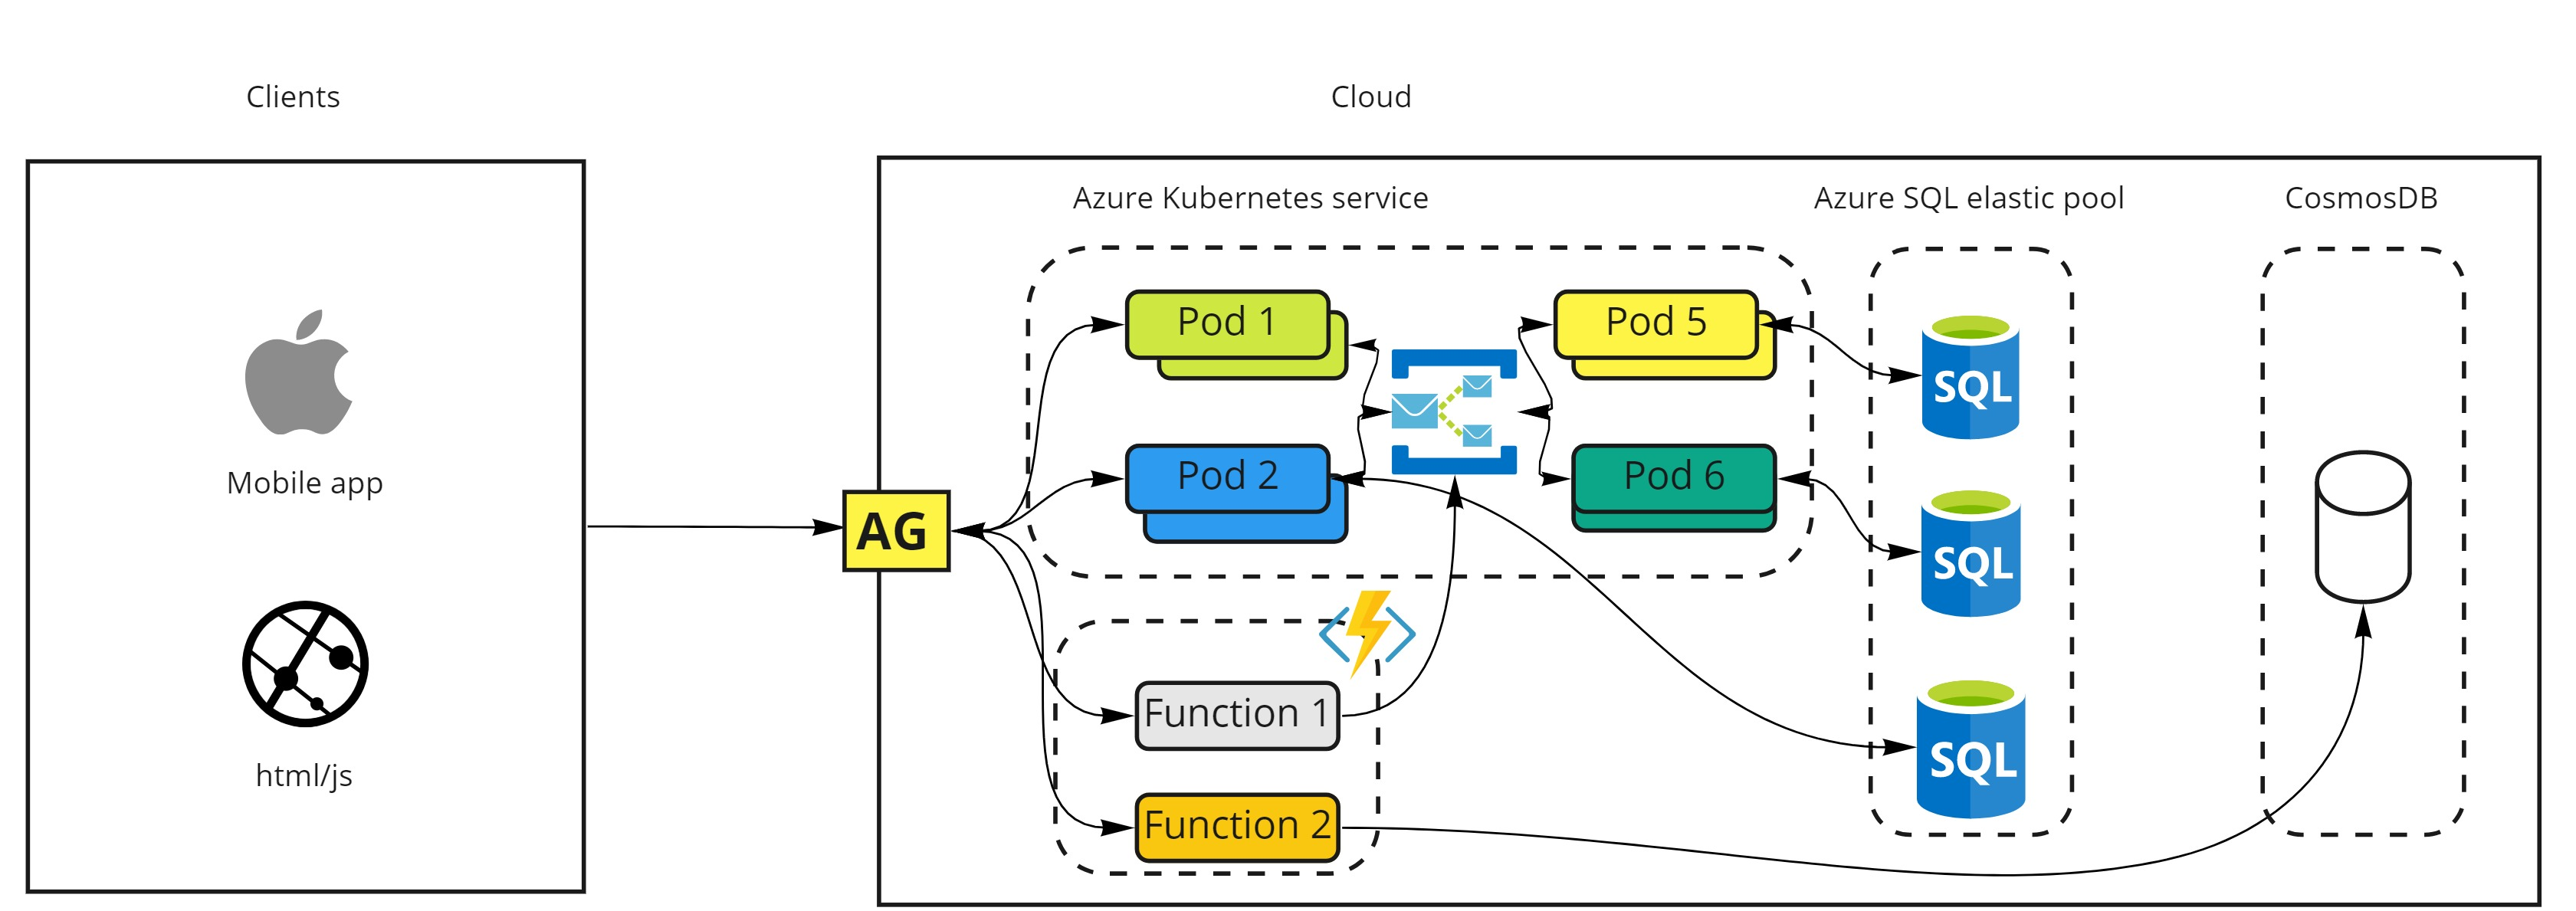 Clients
Cloud
Azure Kubernetes service
Azure SQL elastic pool
CosmosDB
Pod 1
Pod 5
SQL
Mobile app
Pod 2
Pod 6
AG
SQL
Function 1
SQL
html/js
Function 2